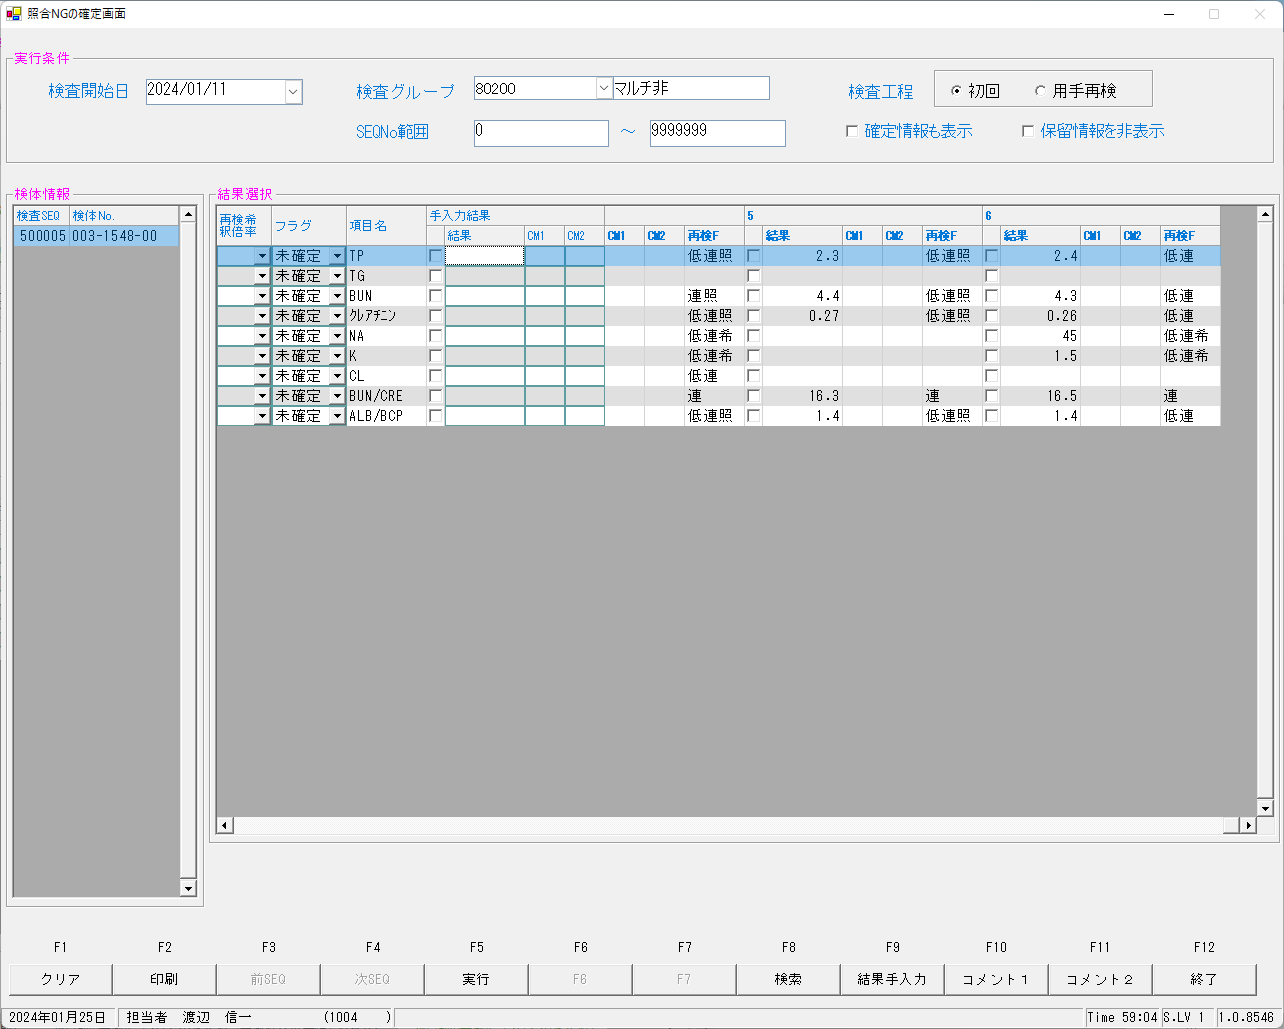 照合NGの確定画面
実行条件
検査開始日 2024/01/11 検査グループ 80200 マルチ非 検査工程 初回 用手再検
SEQNo範囲 0 ～ 9999999 確定情報も表示 保留情報を非表示
検体情報
検査SEQ 検体No.
500005 003-1548-00
結果選択
再検希釈倍率 フラグ 項目名 手入力結果 5 6
結果 CM1 CM2 CM1 CM2 再検F 結果 CM1 CM2 再検F 結果 CM1 CM2 再検F
未確定 TP 低連照 2.3 低連照 2.4 低連
未確定 TG
未確定 BUN 連照 4.4 低連照 4.3 低連
未確定 ｸﾚｱﾁﾆﾝ 低連照 0.27 低連照 0.26 低連
未確定 NA 低連希 45 低連希
未確定 K 低連希 1.5 低連希
未確定 CL 低連
未確定 BUN/CRE 連 16.3 連 16.5 連
未確定 ALB/BCP 低連照 1.4 低連照 1.4 低連
F1 F2 F3 F4 F5 F6 F7 F8 F9 F10 F11 F12
クリア 印刷 前SEQ 次SEQ 実行 F6 F7 検索 結果手入力 コメント１ コメント２ 終了
2024年01月25日 担当者 渡辺 信一 (1004 ) Time 59:04 S.LV 1 1.0.8546